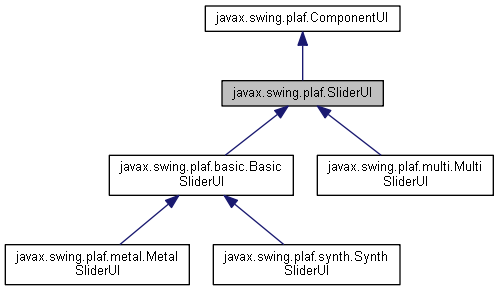 javax.swing.plaf.ComponentUI
javax.swing.plaf.SliderUI
javax.swing.plaf.basic.Basic
SliderUI
javax.swing.plaf.multi.Multi
SliderUI
javax.swing.plaf.metal.Metal
SliderUI
javax.swing.plaf.synth.Synth
SliderUI